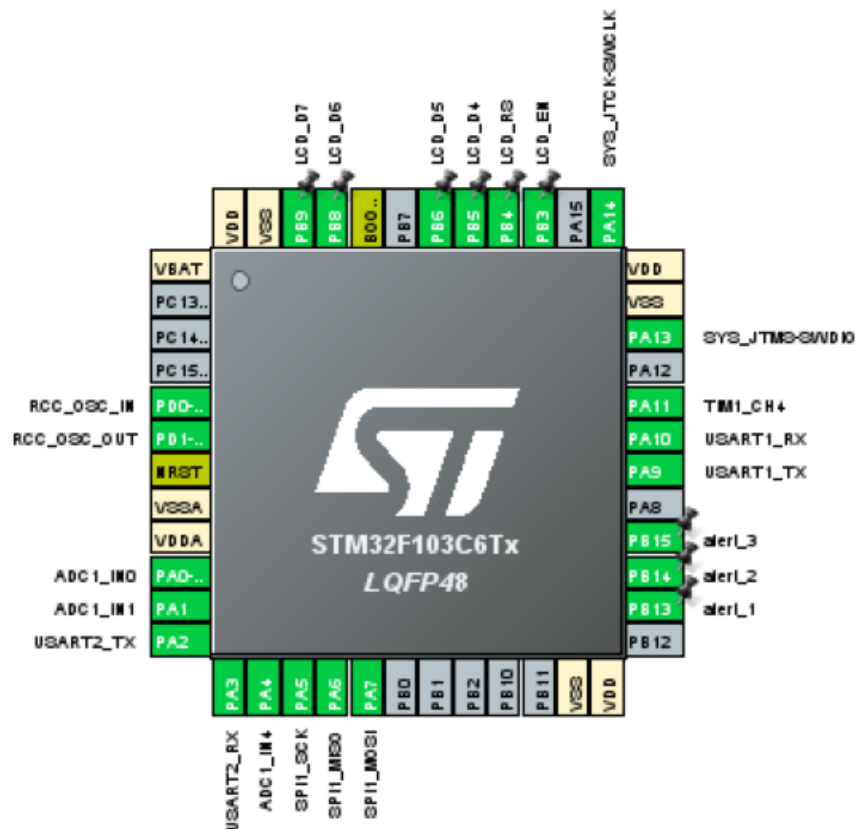 LCD_D7
LCD_D6
LCD_D5
LCD_D4
LCD_RS
LCD_EN
SYS_JTCK-SWCLK
VDD
VSS
PB9
PB8
BOO..
PB7
PB6
PB5
PB4
PB3
PA15
PA14
VBAT
PC13..
PC14..
PC15..
RCC_OSC_IN PD0-..
RCC_OSC_OUT PD1-..
NRST
VSSA
VDDA
ADC1_IN0 PA0-..
ADC1_IN1 PA1
USART2_TX PA2
VDD
VSS
PA13 SYS_JTMS-SWDIO
PA12
PA11 TIM1_CH4
PA10 USART1_RX
PA9 USART1_TX
PA8
PB15 alert_3
PB14 alert_2
PB13 alert_1
PB12
ST
STM32F103C6Tx
LQFP48
PA3
PA4
PA5
PA6
PA7
PB0
PB1
PB2
PB10
PB11
VSS
VDD
USART2_RX
ADC1_IN4
SPI1_SCK
SPI1_MISO
SPI1_MOSI